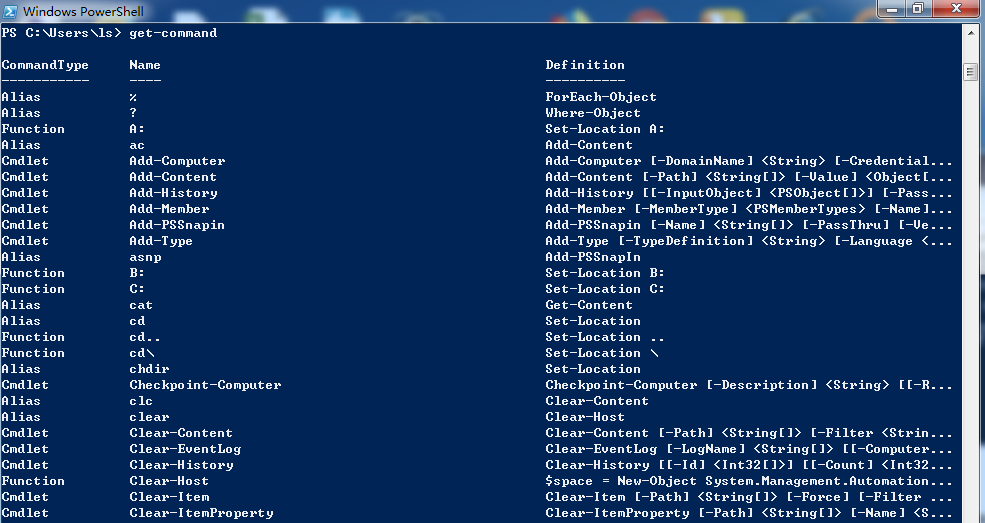 Windows PowerShell
PS C:\Users\ls> get-command
CommandType Name Definition
----------- ---- ----------
Alias % ForEach-Object
Alias ? Where-Object
Function A: Set-Location A:
Alias ac Add-Content
Cmdlet Add-Computer Add-Computer [-DomainName] <String> [-Credential...
Cmdlet Add-Content Add-Content [-Path] <String[]> [-Value] <Object[...
Cmdlet Add-History Add-History [[-InputObject] <PSObject[]>] [-Pass...
Cmdlet Add-Member Add-Member [-MemberType] <PSMemberTypes> [-Name]...
Cmdlet Add-PSSnapin Add-PSSnapin [-Name] <String[]> [-PassThru] [-Ve...
Cmdlet Add-Type Add-Type [-TypeDefinition] <String> [-Language <...
Alias asnp Add-PSSnapIn
Function B: Set-Location B:
Function C: Set-Location C:
Alias cat Get-Content
Alias cd Set-Location
Function cd.. Set-Location ..
Function cd\ Set-Location \
Alias chdir Set-Location
Cmdlet Checkpoint-Computer Checkpoint-Computer [-Description] <String> [[-R...
Alias clc Clear-Content
Alias clear Clear-Host
Cmdlet Clear-Content Clear-Content [-Path] <String[]> [-Filter <Strin...
Cmdlet Clear-EventLog Clear-EventLog [-LogName] <String[]> [[-Computer...
Cmdlet Clear-History Clear-History [[-Id] <Int32[]>] [[-Count] <Int32...
Function Clear-Host $space = New-Object System.Management.Automation...
Cmdlet Clear-Item Clear-Item [-Path] <String[]> [-Force] [-Filter ...
Cmdlet Clear-ItemProperty Clear-ItemProperty [-Path] <String[]> [-Name] <S...